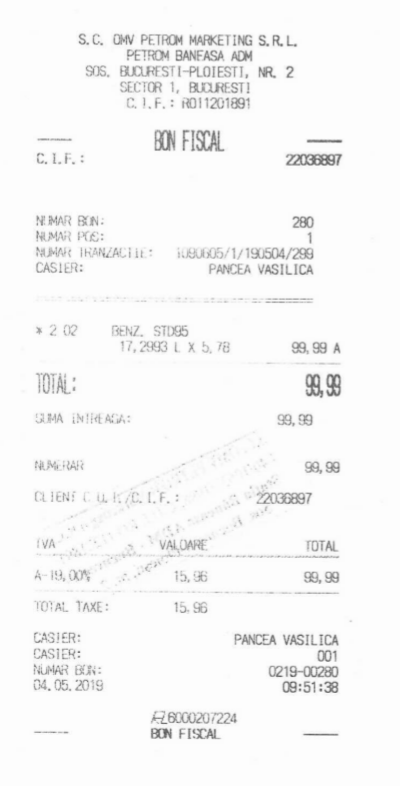 S.C. OMV PETROM MARKETING S.R.L.
PETROM BANEASA ADM
SOS. BUCURESTI-PLOIESTI, NR. 2
SECTOR 1, BUCURESTI
C.I.F.: RO11201891
BON FISCAL
C.I.F.: 22036897
NUMAR BON: 280
NUMAR POS: 1
NUMAR TRANZACTIE: 1090605/1/190504/299
CASIER: PANCEA VASILICA
* 2 02 BENZ. STD95
17,2993 L X 5,78 99,99 A
TOTAL: 99,99
SUMA INTREAGA: 99,99
NUMERAR 99,99
CLIENT C.U.I./C.I.F.: 22036897
TVA VALOARE TOTAL
A-19,00% 15,96 99,99
TOTAL TAXE: 15,96
CASIER: PANCEA VASILICA
CASIER: 001
NUMAR BON: 0219-00280
04.05.2019 09:51:38
6000207224
BON FISCAL